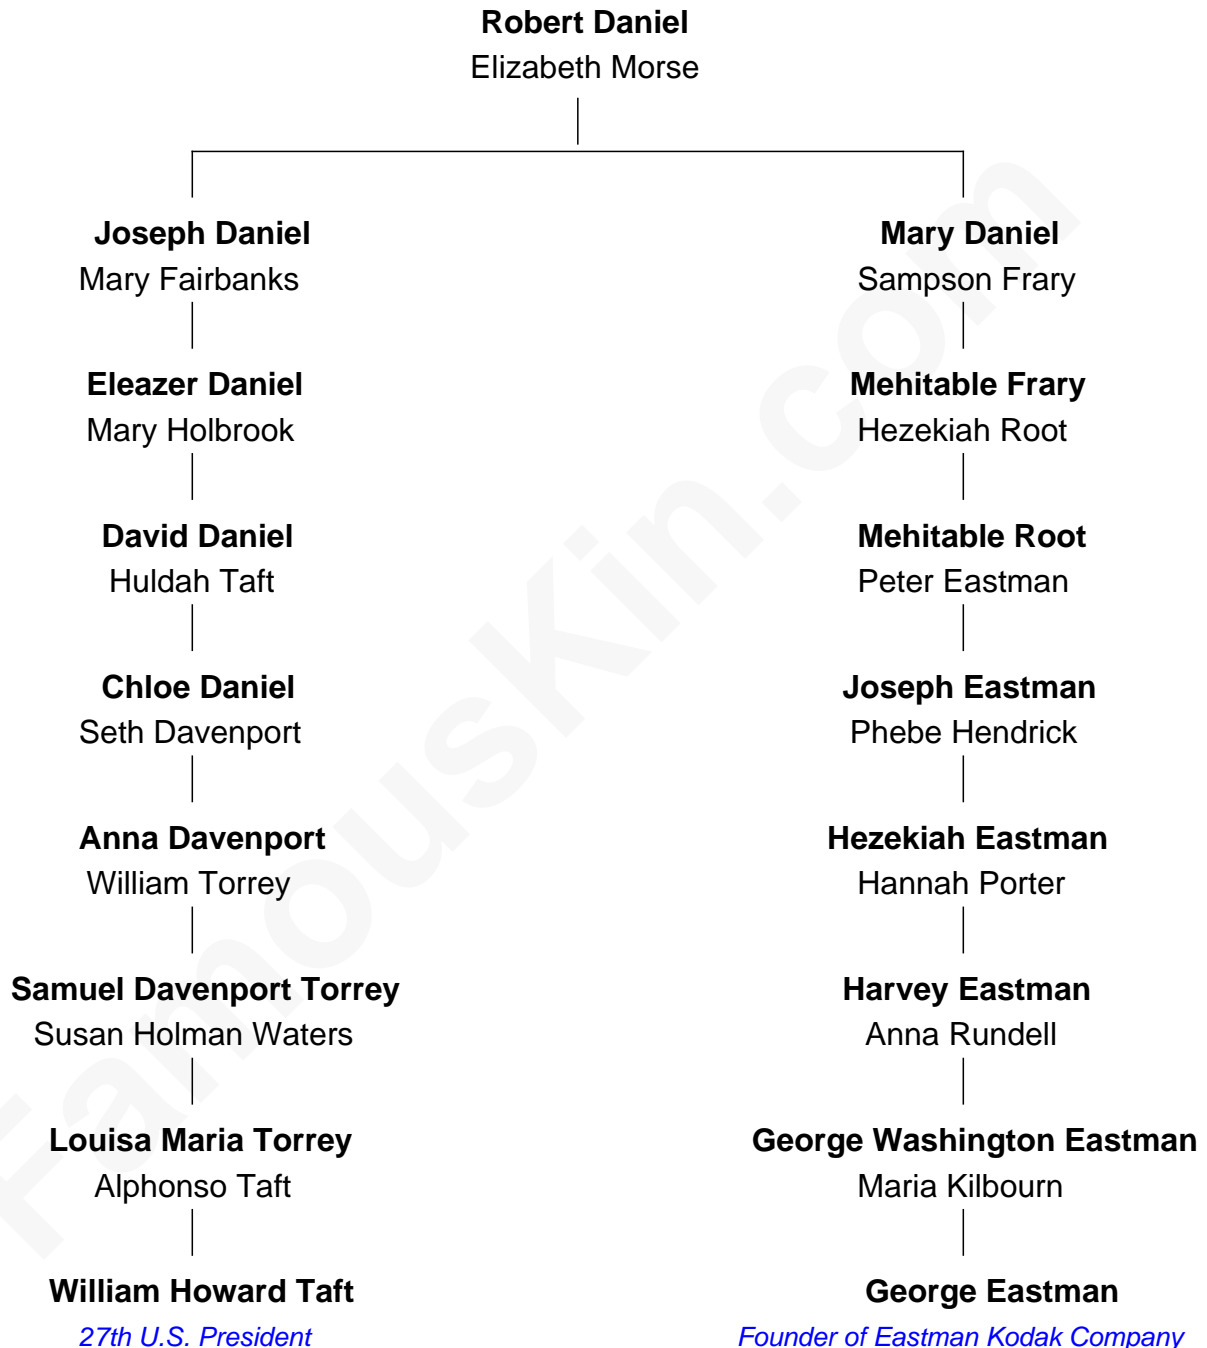 Robert Daniel
Elizabeth Morse
Joseph Daniel
Mary Fairbanks
Mary Daniel
Sampson Frary
Eleazer Daniel
Mary Holbrook
Mehitable Frary
Hezekiah Root
David Daniel
Huldah Taft
Mehitable Root
Peter Eastman
Chloe Daniel
Seth Davenport
Joseph Eastman
Phebe Hendrick
Anna Davenport
William Torrey
Hezekiah Eastman
Hannah Porter
Samuel Davenport Torrey
Susan Holman Waters
Harvey Eastman
Anna Rundell
Louisa Maria Torrey
Alphonso Taft
George Washington Eastman
Maria Kilbourn
William Howard Taft
27th U.S. President
George Eastman
Founder of Eastman Kodak Company
FamousKin.com